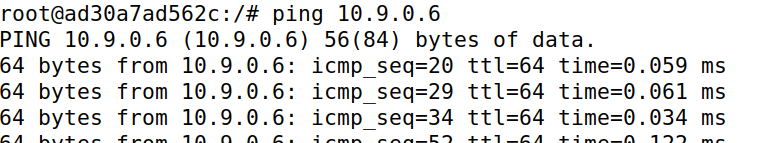 root@ad30a7ad562c:/# ping 10.9.0.6
PING 10.9.0.6 (10.9.0.6) 56(84) bytes of data.
64 bytes from 10.9.0.6: icmp_seq=20 ttl=64 time=0.059 ms
64 bytes from 10.9.0.6: icmp_seq=29 ttl=64 time=0.061 ms
64 bytes from 10.9.0.6: icmp_seq=34 ttl=64 time=0.034 ms
64 bytes from 10.9.0.6: icmp_seq=52 ttl=64 time=0.122 ms